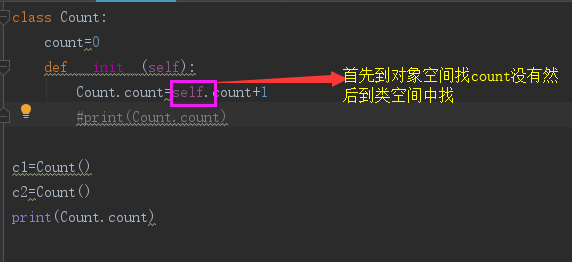 class Count:
count=0
def __init__(self):
Count.count=self.count+1
首先到对象空间找count没有然
后到类空间中找
#print(Count.count)
c1=Count()
c2=Count()
print(Count.count)